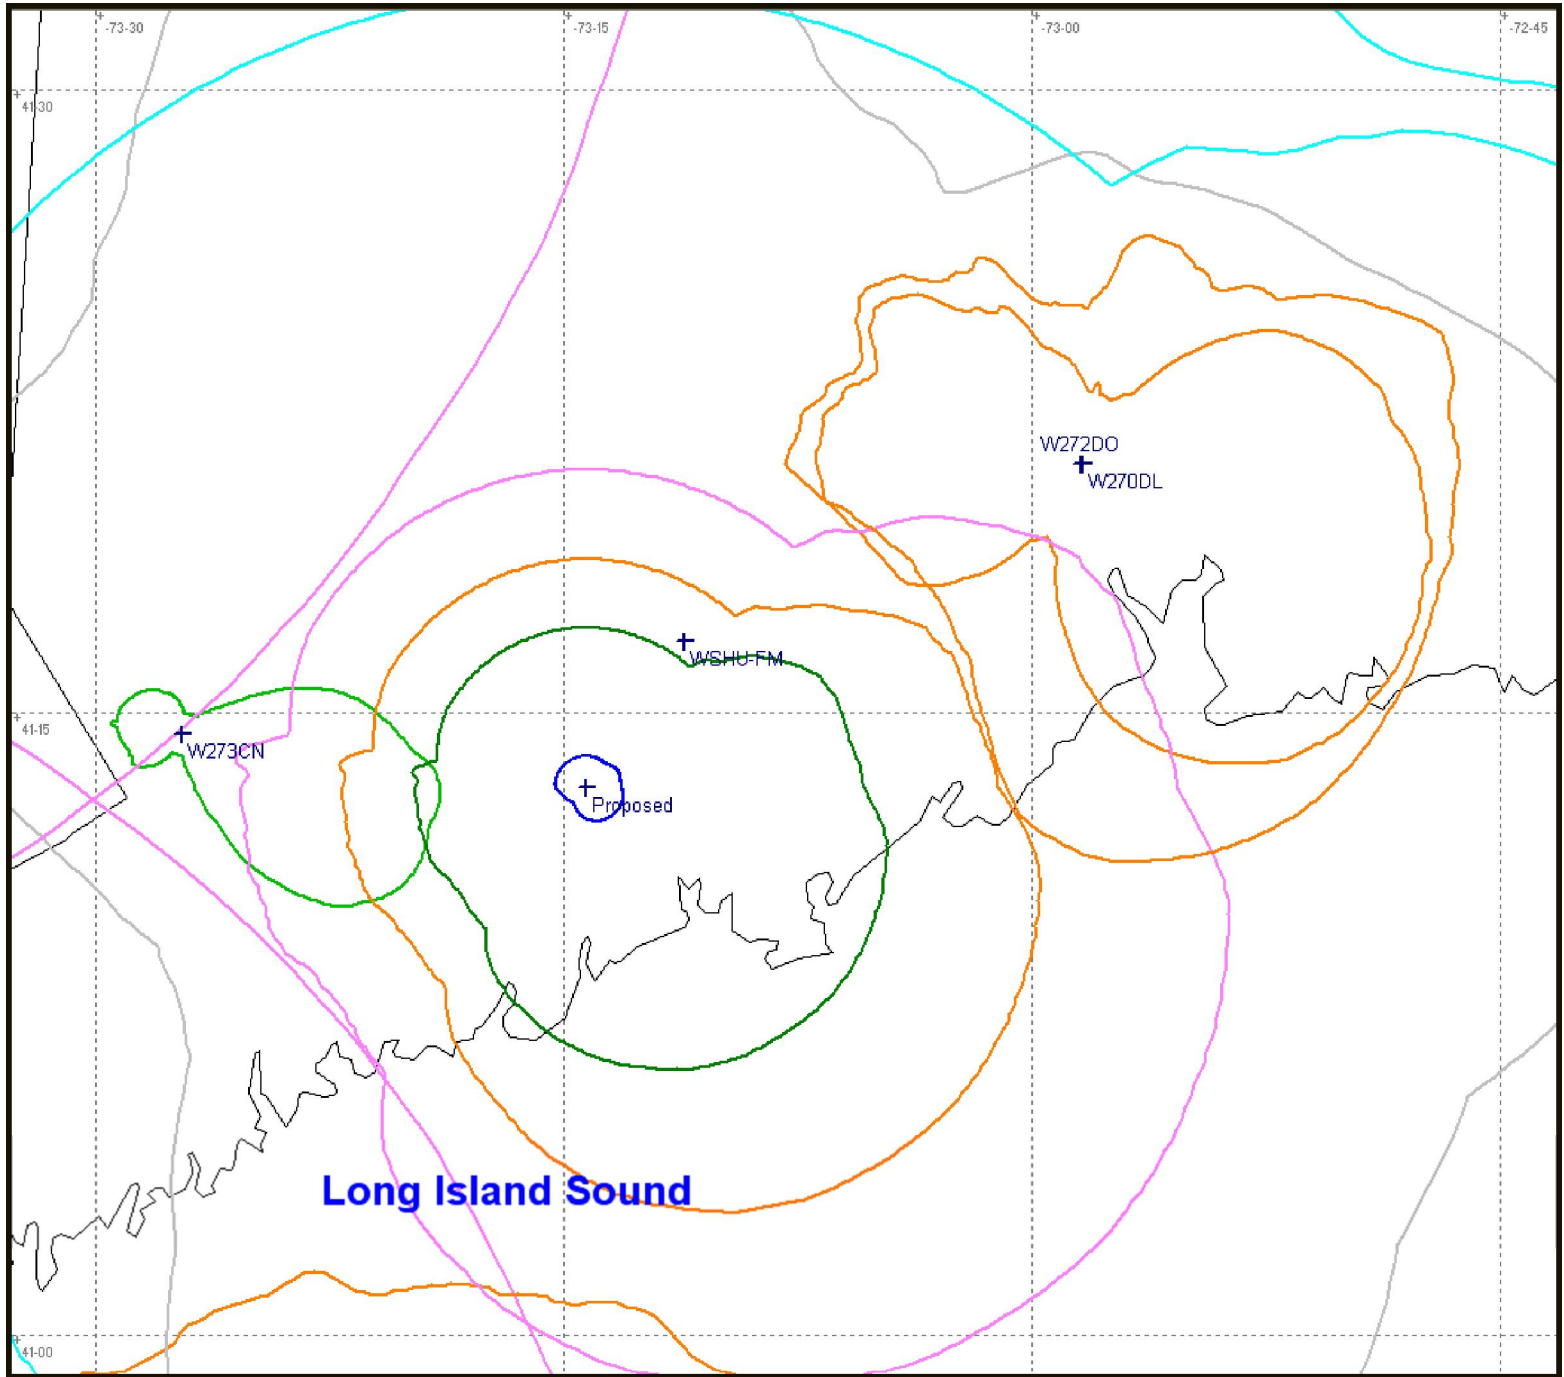 -73-30
-73-15
-73-00
-72-45
41-30
W272DO
W270DL
WSHU-FM
41-15
W273CN
Proposed
Long Island Sound
41-00